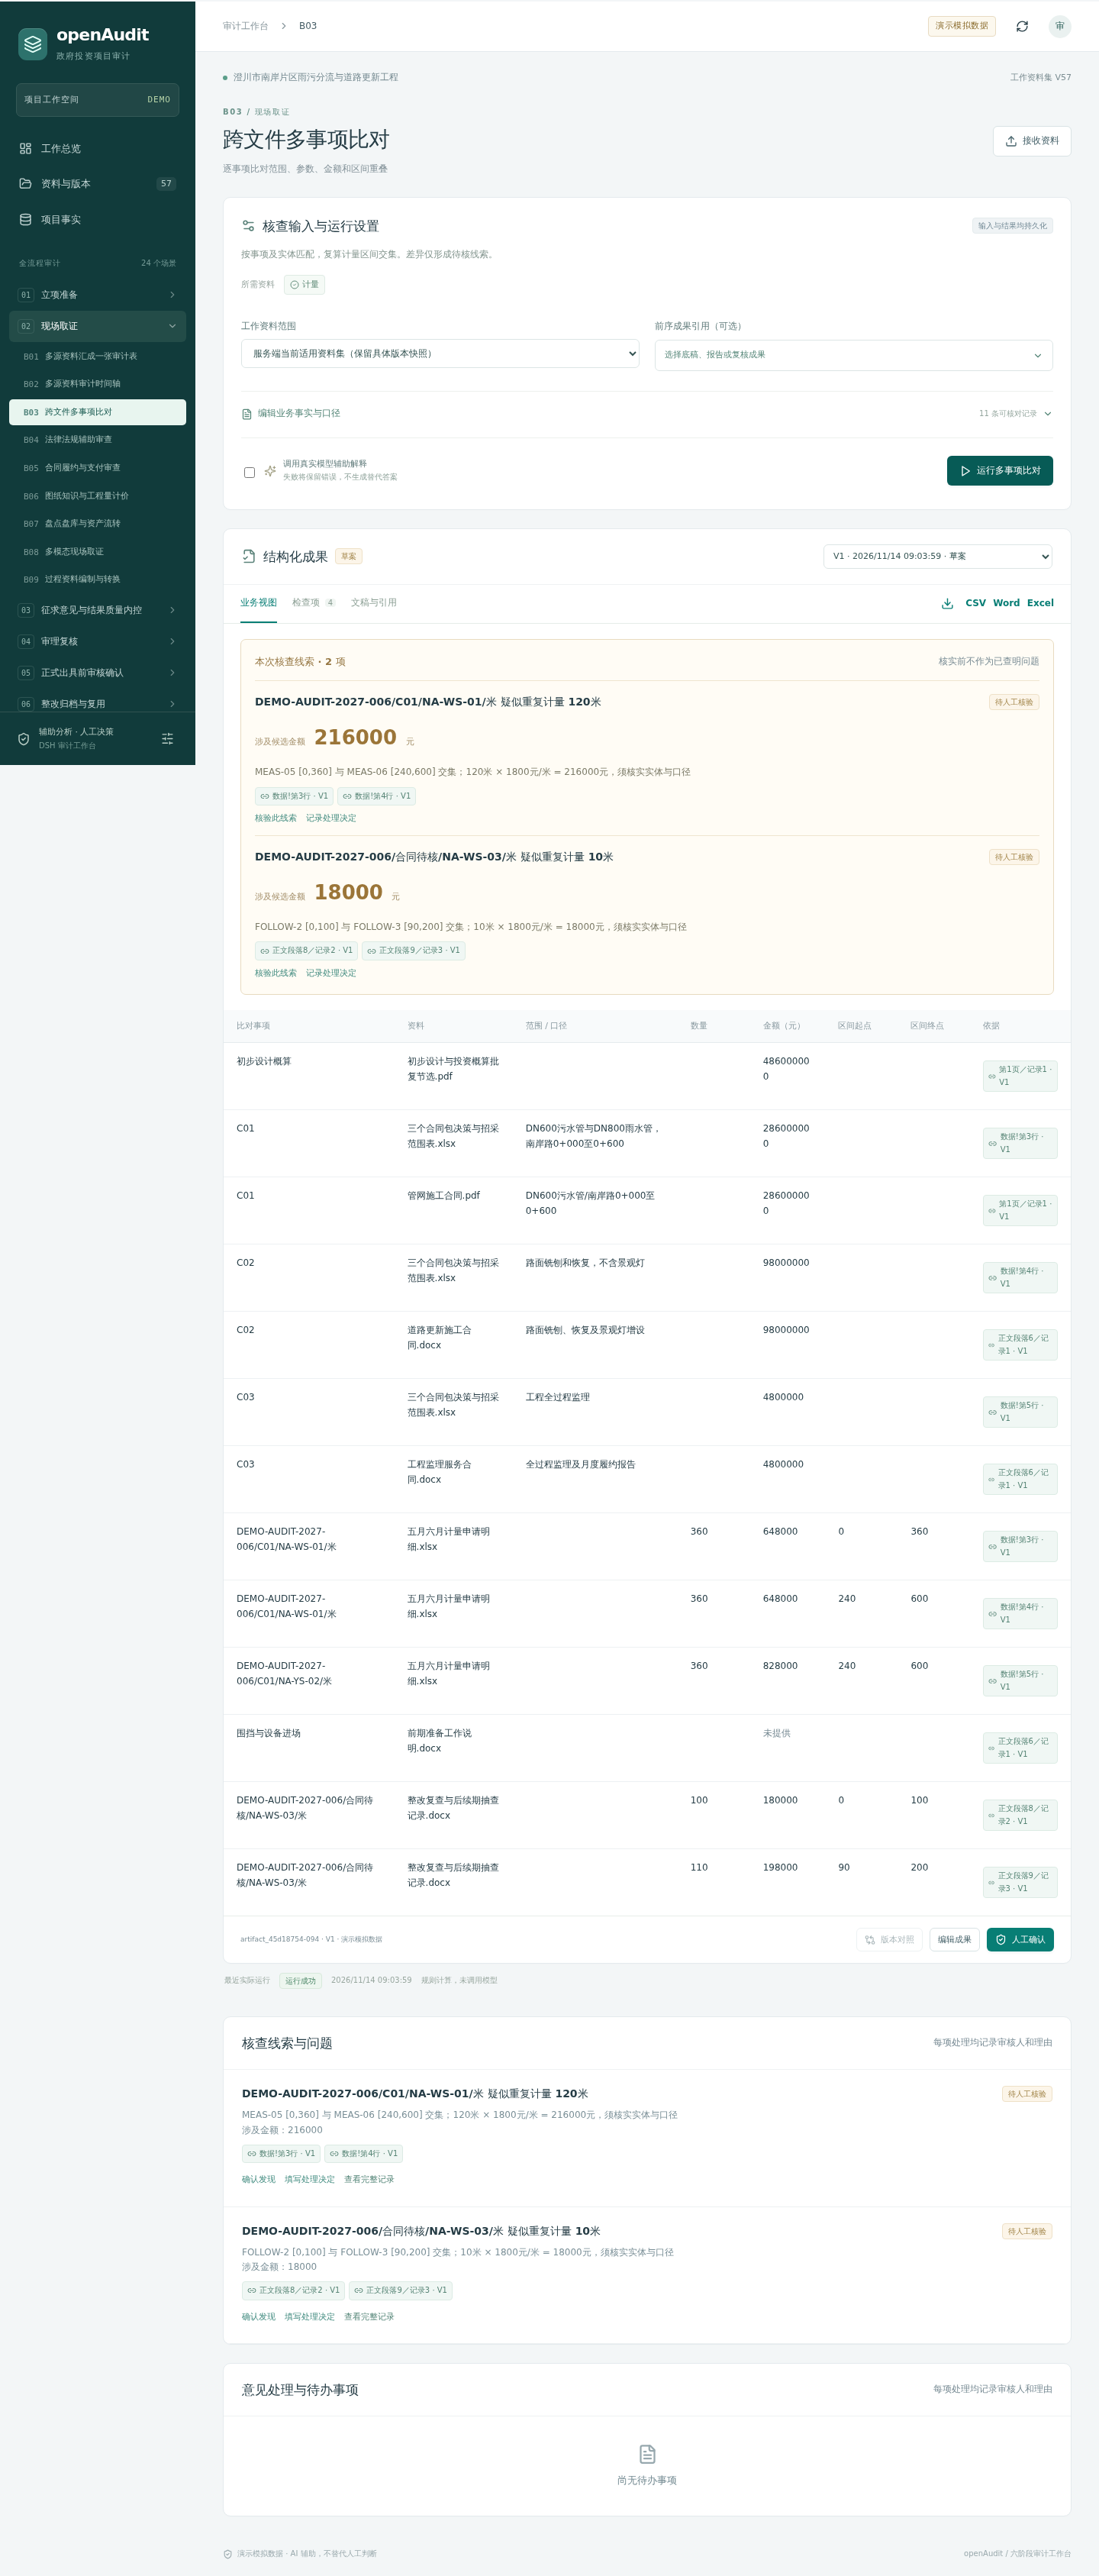 openAudit
政府投资项目审计
项目工作空间 DEMO
工作总览
资料与版本 57
项目事实
全流程审计 24 个场景
01 立项准备
02 现场取证
B01 多源资料汇成一张审计表
B02 多源资料审计时间轴
B03 跨文件多事项比对
B04 法律法规辅助审查
B05 合同履约与支付审查
B06 图纸知识与工程量计价
B07 盘点盘库与资产流转
B08 多模态现场取证
B09 过程资料编制与转换
03 征求意见与结果质量内控
04 审理复核
05 正式出具前审核确认
06 整改归档与复用
辅助分析 · 人工决策
DSH 审计工作台
审计工作台 B03
演示模拟数据 审
澄川市南岸片区雨污分流与道路更新工程
工作资料集 V57
B03 / 现场取证
跨文件多事项比对
逐事项比对范围、参数、金额和区间重叠
接收资料
核查输入与运行设置
输入与结果均持久化
按事项及实体匹配，复算计量区间交集。差异仅形成待核线索。
所需资料 计量
工作资料范围
服务端当前适用资料集（保留具体版本快照）
前序成果引用（可选）
选择底稿、报告或复核成果
编辑业务事实与口径
11 条可核对记录
调用真实模型辅助解释
失败将保留错误，不生成替代答案
运行多事项比对
结构化成果 草案
V1 · 2026/11/14 09:03:59 · 草案
业务视图 检查项 4 文稿与引用
CSV Word Excel
本次核查线索 · 2 项
核实前不作为已查明问题
DEMO-AUDIT-2027-006/C01/NA-WS-01/米 疑似重复计量 120米
待人工核验
涉及候选金额 216000 元
MEAS-05 [0,360] 与 MEAS-06 [240,600] 交集；120米 × 1800元/米 = 216000元，须核实实体与口径
数据!第3行 · V1 数据!第4行 · V1
核验此线索 记录处理决定
DEMO-AUDIT-2027-006/合同待核/NA-WS-03/米 疑似重复计量 10米
待人工核验
涉及候选金额 18000 元
FOLLOW-2 [0,100] 与 FOLLOW-3 [90,200] 交集；10米 × 1800元/米 = 18000元，须核实实体与口径
正文段落8／记录2 · V1 正文段落9／记录3 · V1
核验此线索 记录处理决定
比对事项 资料 范围 / 口径 数量 金额（元） 区间起点 区间终点 依据
初步设计概算 初步设计与投资概算批 48600000 第1页／记录1 ·
复节选.pdf 0 V1
C01 三个合同包决策与招采 DN600污水管与DN800雨水管， 28600000 数据!第3行 ·
范围表.xlsx 南岸路0+000至0+600 0 V1
C01 管网施工合同.pdf DN600污水管/南岸路0+000至 28600000 第1页／记录1 ·
0+600 0 V1
C02 三个合同包决策与招采 路面铣刨和恢复，不含景观灯 98000000 数据!第4行 ·
范围表.xlsx V1
C02 道路更新施工合 路面铣刨、恢复及景观灯增设 98000000 正文段落6／记
同.docx 录1 · V1
C03 三个合同包决策与招采 工程全过程监理 4800000 数据!第5行 ·
范围表.xlsx V1
C03 工程监理服务合 全过程监理及月度履约报告 4800000 正文段落6／记
同.docx 录1 · V1
DEMO-AUDIT-2027- 五月六月计量申请明 360 648000 0 360 数据!第3行 ·
006/C01/NA-WS-01/米 细.xlsx V1
DEMO-AUDIT-2027- 五月六月计量申请明 360 648000 240 600 数据!第4行 ·
006/C01/NA-WS-01/米 细.xlsx V1
DEMO-AUDIT-2027- 五月六月计量申请明 360 828000 240 600 数据!第5行 ·
006/C01/NA-YS-02/米 细.xlsx V1
围挡与设备进场 前期准备工作说 未提供 正文段落6／记
明.docx 录1 · V1
DEMO-AUDIT-2027-006/合同待 整改复查与后续期抽查 100 180000 0 100 正文段落8／记
核/NA-WS-03/米 记录.docx 录2 · V1
DEMO-AUDIT-2027-006/合同待 整改复查与后续期抽查 110 198000 90 200 正文段落9／记
核/NA-WS-03/米 记录.docx 录3 · V1
artifact_45d18754-094 · V1 · 演示模拟数据
版本对照 编辑成果 人工确认
最近实际运行 运行成功 2026/11/14 09:03:59 规则计算，未调用模型
核查线索与问题
每项处理均记录审核人和理由
DEMO-AUDIT-2027-006/C01/NA-WS-01/米 疑似重复计量 120米
待人工核验
MEAS-05 [0,360] 与 MEAS-06 [240,600] 交集；120米 × 1800元/米 = 216000元，须核实实体与口径
涉及金额：216000
数据!第3行 · V1 数据!第4行 · V1
确认发现 填写处理决定 查看完整记录
DEMO-AUDIT-2027-006/合同待核/NA-WS-03/米 疑似重复计量 10米
待人工核验
FOLLOW-2 [0,100] 与 FOLLOW-3 [90,200] 交集；10米 × 1800元/米 = 18000元，须核实实体与口径
涉及金额：18000
正文段落8／记录2 · V1 正文段落9／记录3 · V1
确认发现 填写处理决定 查看完整记录
意见处理与待办事项
每项处理均记录审核人和理由
尚无待办事项
演示模拟数据 · AI 辅助，不替代人工判断
openAudit / 六阶段审计工作台